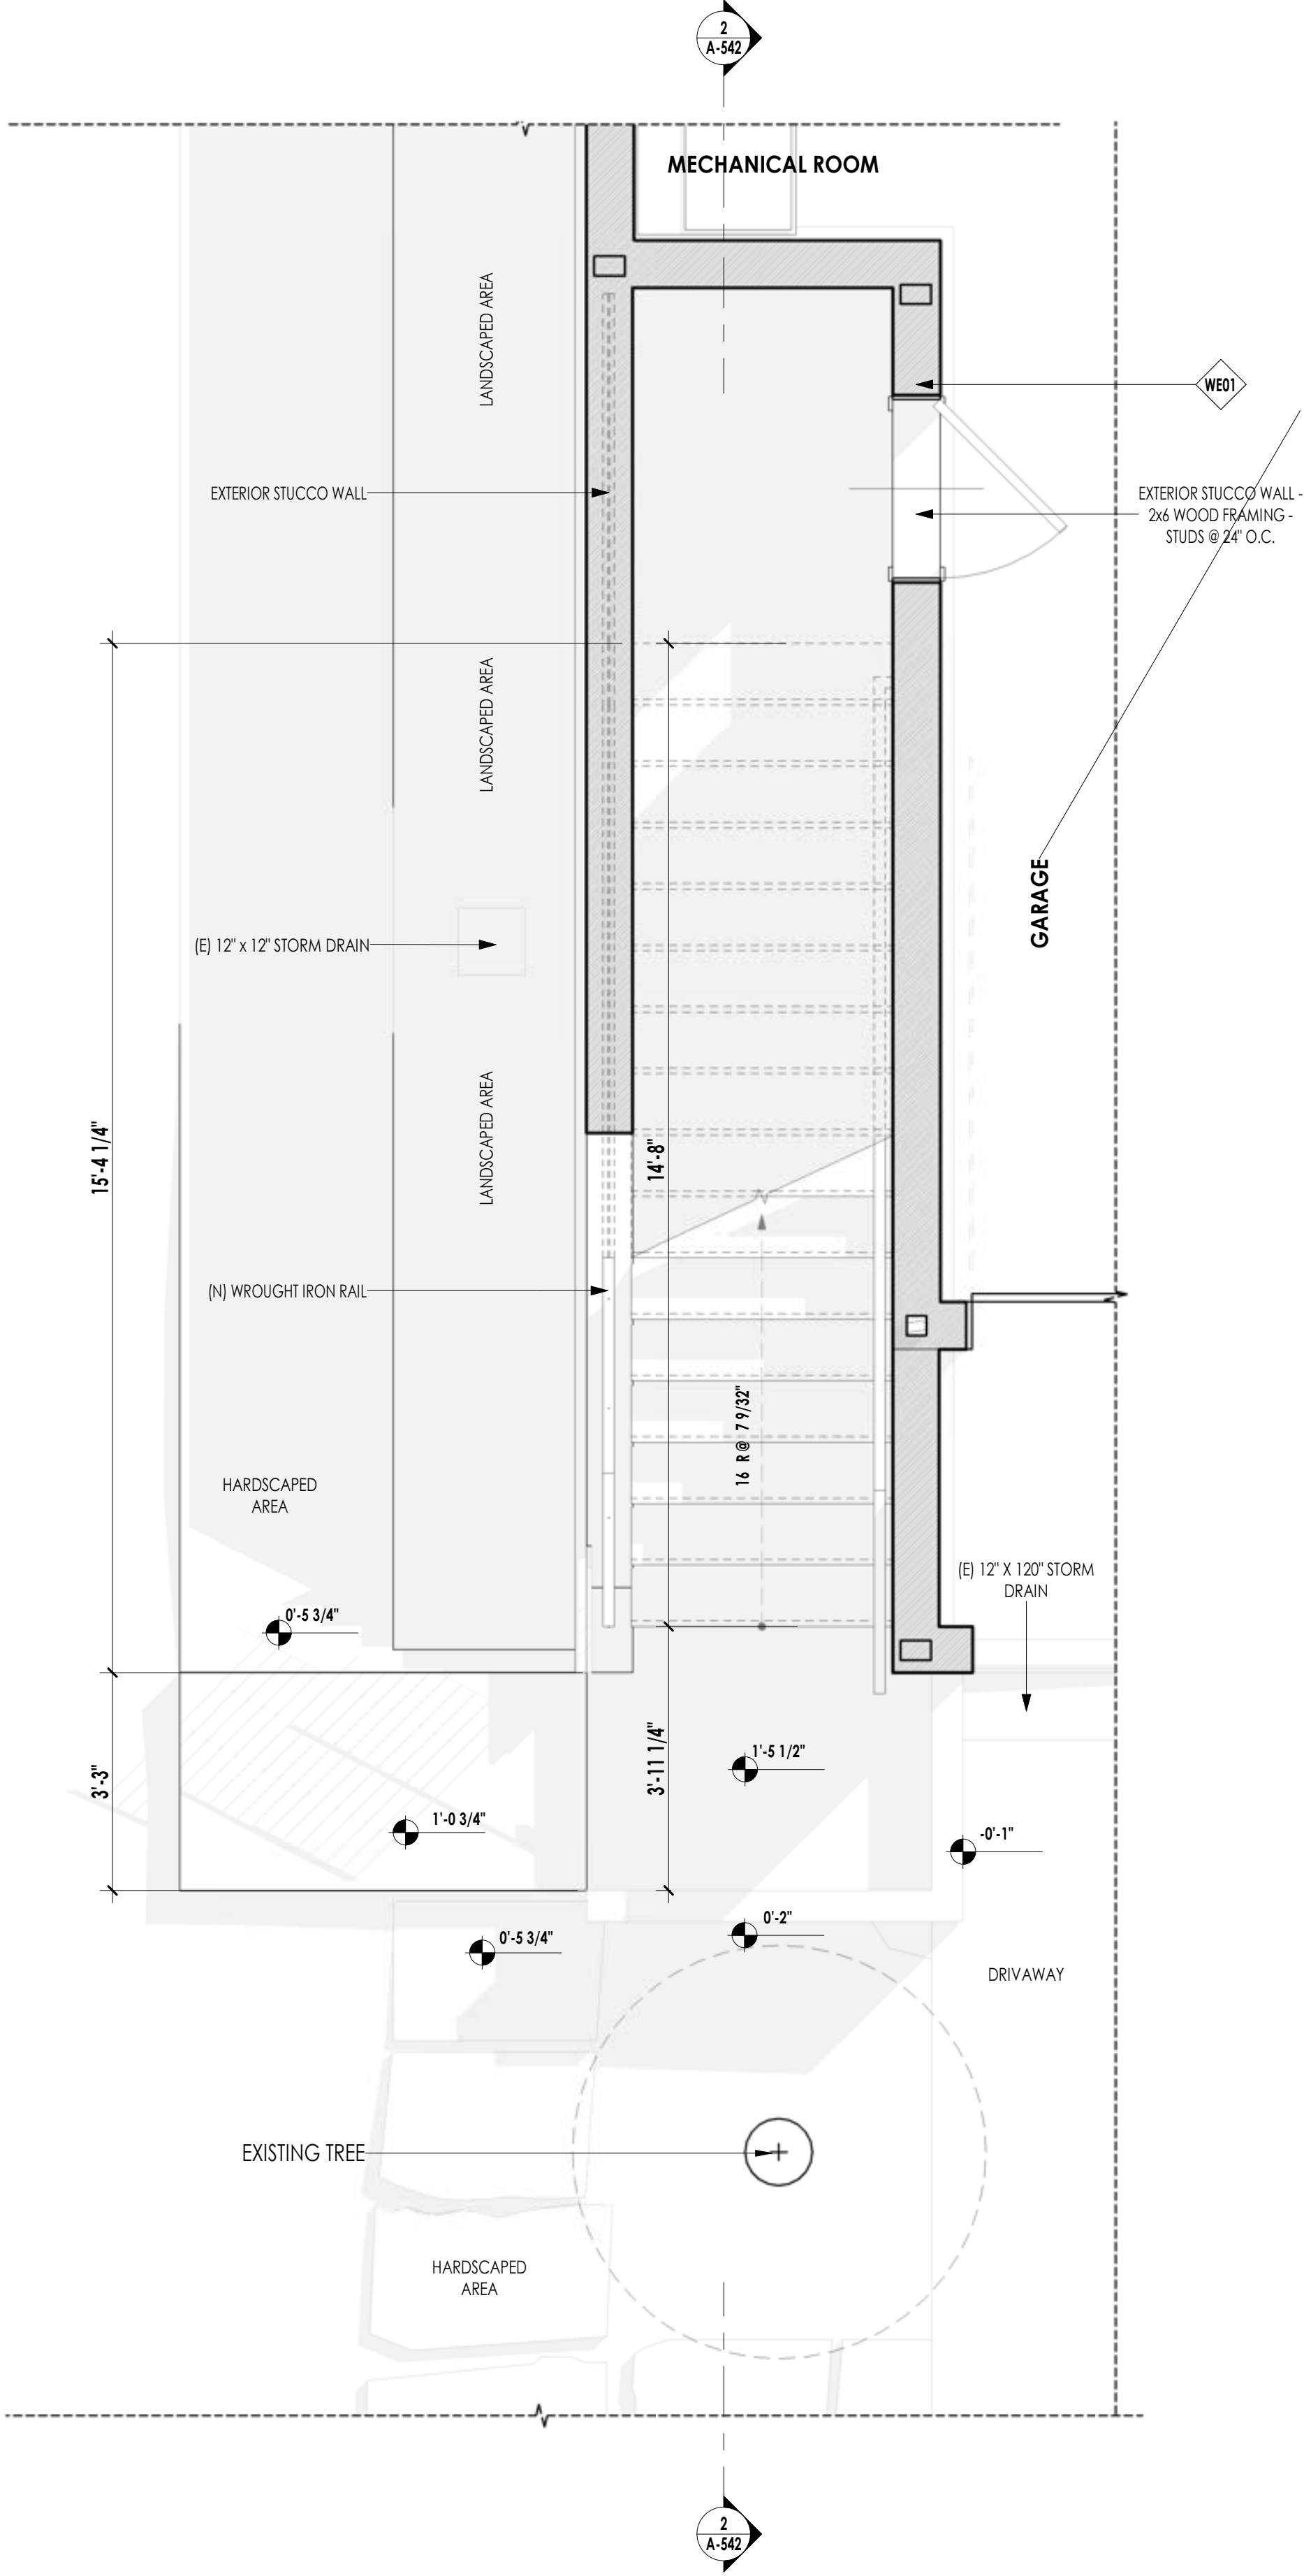 2
A-542
MECHANICAL ROOM
LANDSCAPED AREA
WE01
EXTERIOR STUCCO WALL
EXTERIOR STUCCO WALL -
2x6 WOOD FRAMING -
STUDS @ 24" O.C.
LANDSCAPED AREA
GARAGE
(E) 12" x 12" STORM DRAIN
LANDSCAPED AREA
15'-4 1/4"
14'-8"
(N) WROUGHT IRON RAIL
16 R @ 7 9/32"
HARDSCAPED
AREA
(E) 12" X 120" STORM
DRAIN
0'-5 3/4"
3'-3"
3'-11 1/4"
1'-5 1/2"
1'-0 3/4"
-0'-1"
0'-2"
0'-5 3/4"
DRIVAWAY
EXISTING TREE
HARDSCAPED
AREA
2
A-542